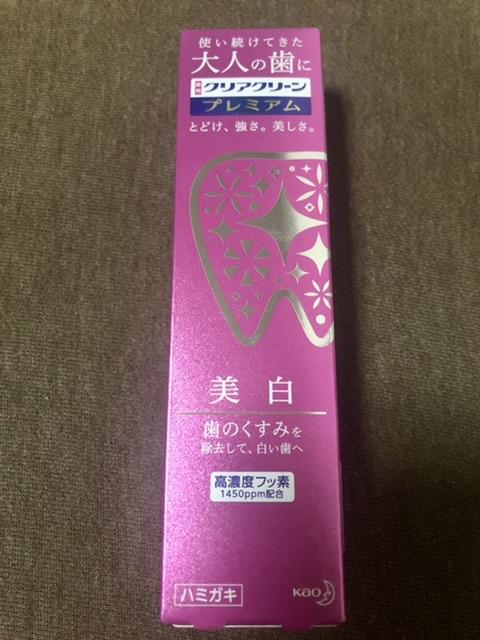 使い続けてきた
大人の歯に
薬用 クリアクリーン
プレミアム
とどけ、強さ。美しさ。
美白
歯のくすみを
除去して、白い歯へ
高濃度フッ素
1450ppm配合
ハミガキ
Kao